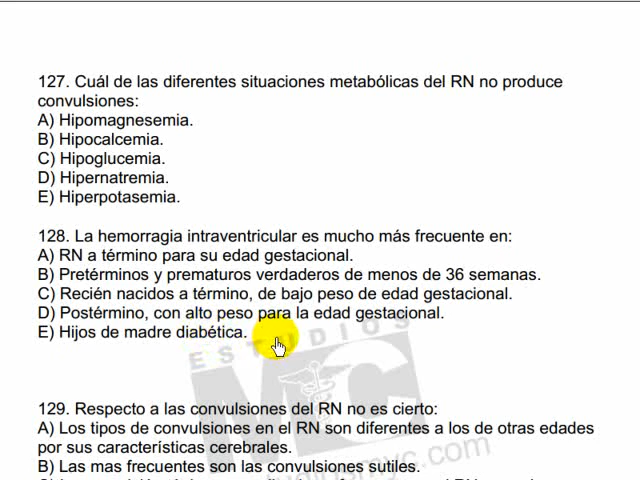 127. Cuál de las diferentes situaciones metabólicas del RN no produce
convulsiones:
A) Hipomagnesemia.
B) Hipocalcemia.
C) Hipoglucemia.
D) Hipernatremia.
E) Hiperpotasemia.
128. La hemorragia intraventricular es mucho más frecuente en:
A) RN a término para su edad gestacional.
B) Pretérminos y prematuros verdaderos de menos de 36 semanas.
C) Recién nacidos a término, de bajo peso de edad gestacional.
D) Postérmino, con alto peso para la edad gestacional.
E) Hijos de madre diabética.
ESTUDIOS
MC
129. Respecto a las convulsiones del RN no es cierto:
A) Los tipos de convulsiones en el RN son diferentes a los de otras edades
por sus características cerebrales.
B) Las mas frecuentes son las convulsiones sutiles.